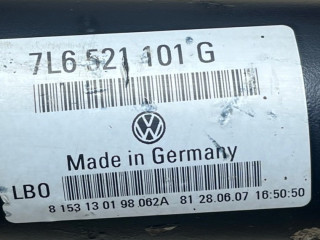 7L6 521 101 G
Made in Germany
LBO
8 153 13 01 98 062A 81 28.06.07 16:50:50